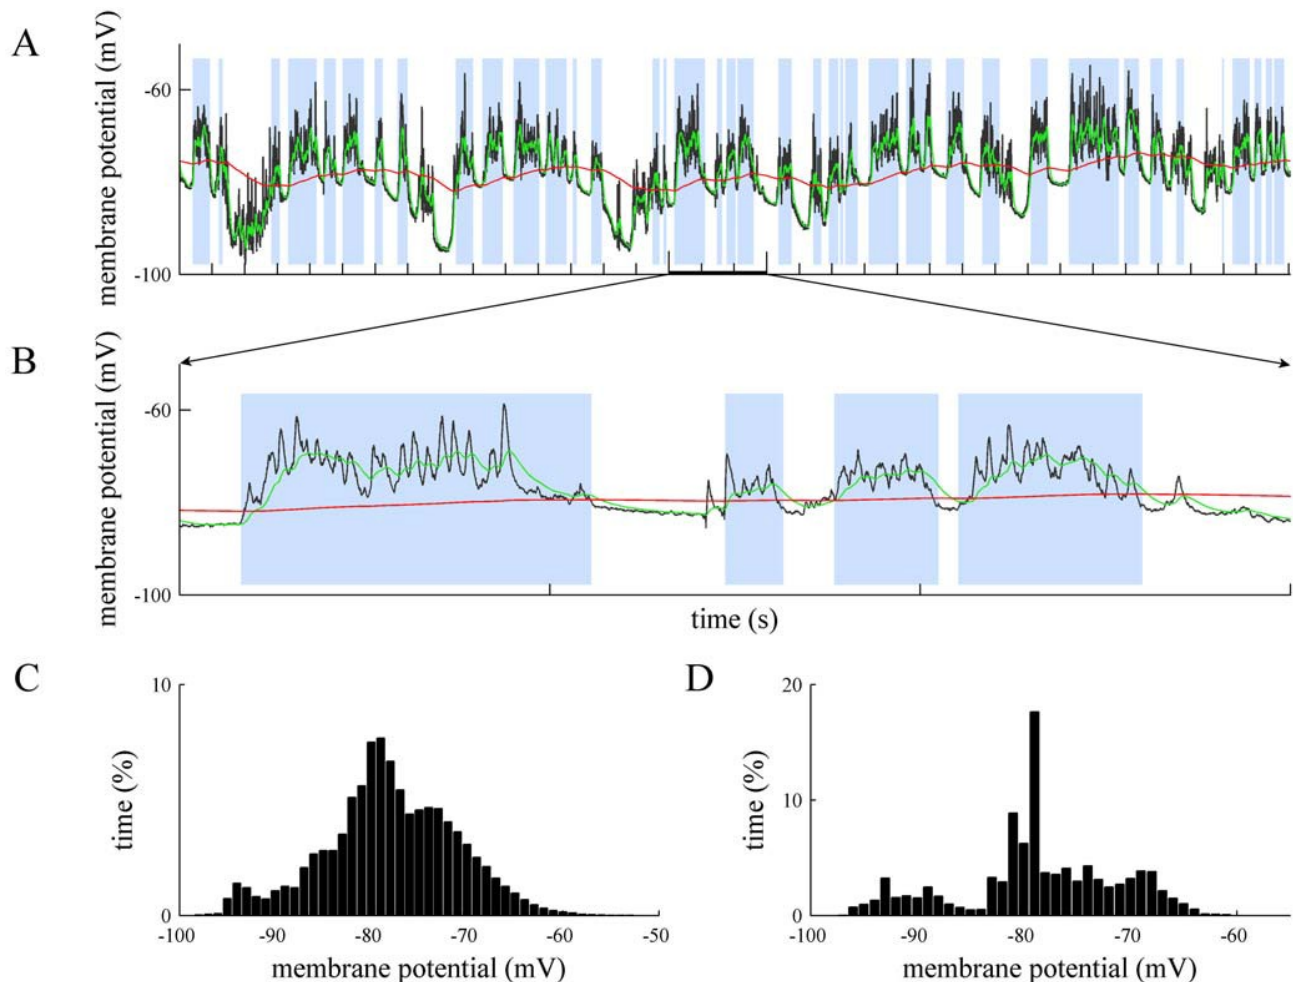 A
membrane potential (mV)
-60
-100
B
membrane potential (mV)
-60
-100
time (s)
C
time (%)
10
0
-100 -90 -80 -70 -60 -50
membrane potential (mV)
D
time (%)
20
10
0
-100 -90 -80 -70 -60
membrane potential (mV)